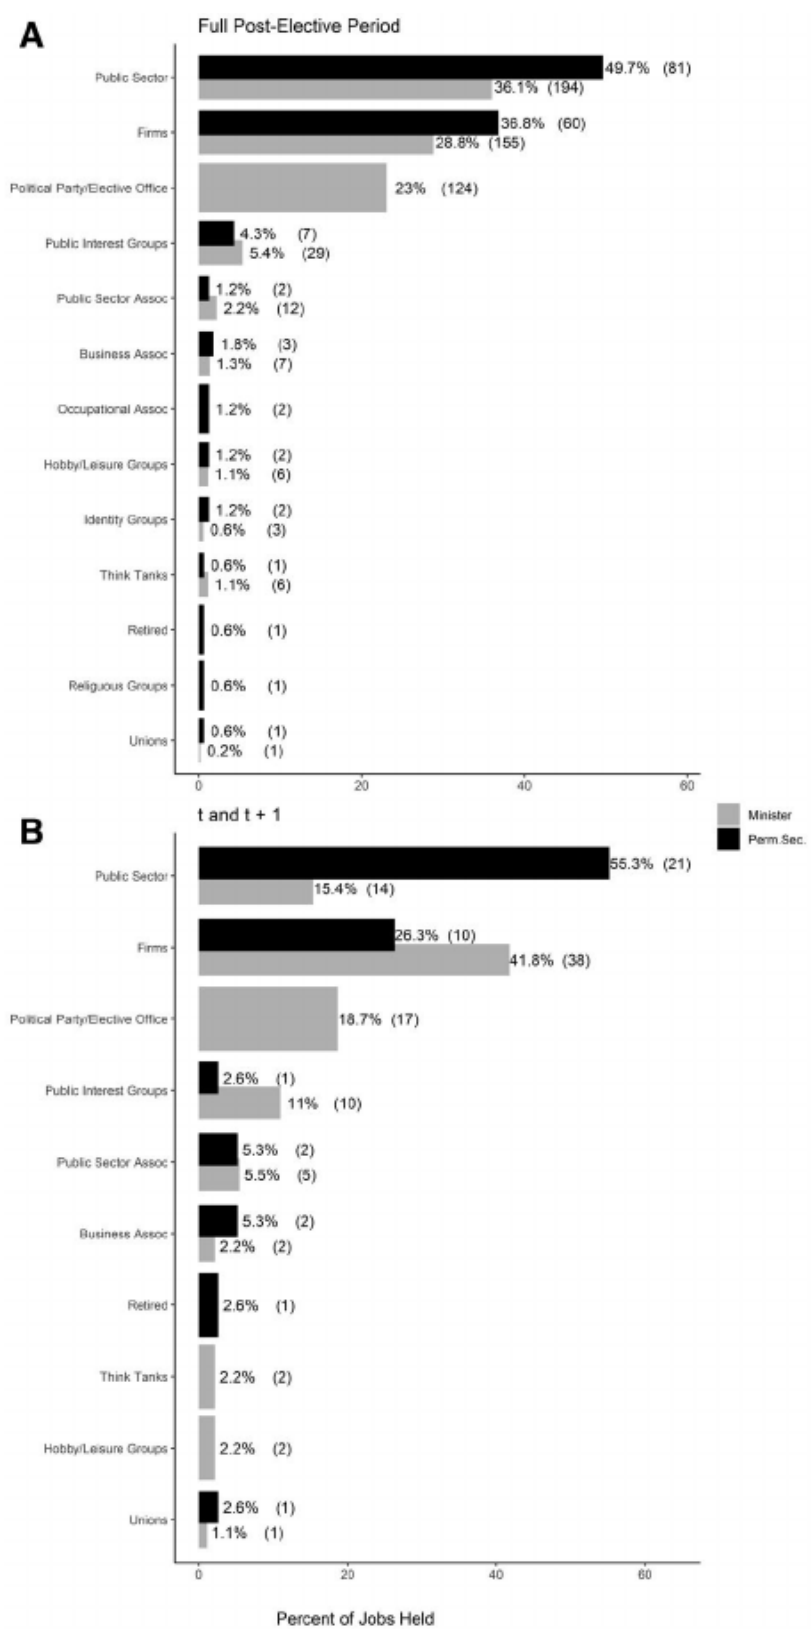 A
Full Post-Elective Period
Public Sector
49.7% (81)
36.1% (194)
Firms
36.8% (60)
28.8% (155)
Political Party/Elective Office
23% (124)
Public Interest Groups
4.3% (7)
5.4% (29)
Public Sector Assoc
1.2% (2)
2.2% (12)
Business Assoc
1.8% (3)
1.3% (7)
Occupational Assoc
1.2% (2)
Hobby/Leisure Groups
1.2% (2)
1.1% (6)
Identity Groups
1.2% (2)
0.6% (3)
Think Tanks
0.6% (1)
1.1% (6)
Retired
0.6% (1)
Religuous Groups
0.6% (1)
Unions
0.6% (1)
0.2% (1)
0 20 40 60
B
t and t + 1
Minister
Perm.Sec.
Public Sector
55.3% (21)
15.4% (14)
Firms
26.3% (10)
41.8% (38)
Political Party/Elective Office
18.7% (17)
Public Interest Groups
2.6% (1)
11% (10)
Public Sector Assoc
5.3% (2)
5.5% (5)
Business Assoc
5.3% (2)
2.2% (2)
Retired
2.6% (1)
Think Tanks
2.2% (2)
Hobby/Leisure Groups
2.2% (2)
Unions
2.6% (1)
1.1% (1)
0 20 40 60
Percent of Jobs Held